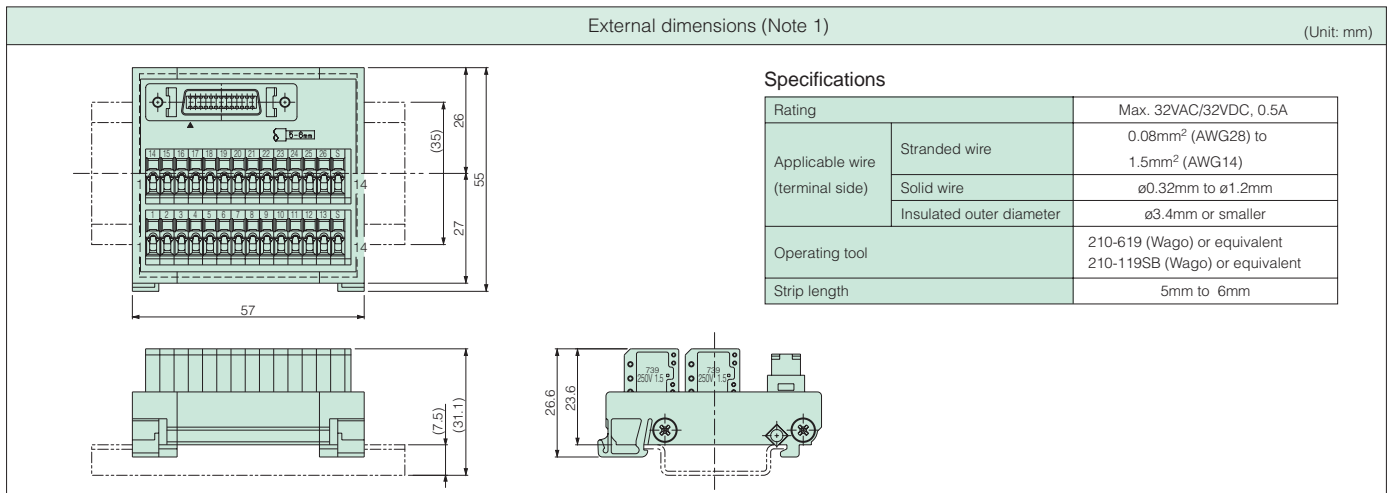 External dimensions (Note 1)
(Unit: mm)
5-6mm
14 15 16 17 18 19 20 21 22 23 24 25 26 S
1 14
1 2 3 4 5 6 7 8 9 10 11 12 13 S
1 14
(35)
26
27
55
57
Specifications
Rating Max. 32VAC/32VDC, 0.5A
Applicable wire
(terminal side)
Stranded wire
0.08mm² (AWG28) to
1.5mm² (AWG14)
Solid wire ø0.32mm to ø1.2mm
Insulated outer diameter ø3.4mm or smaller
Operating tool
210-619 (Wago) or equivalent
210-119SB (Wago) or equivalent
Strip length 5mm to 6mm
(7.5)
(31.1)
26.6
23.6
739
250V 1.5
739
250V 1.5